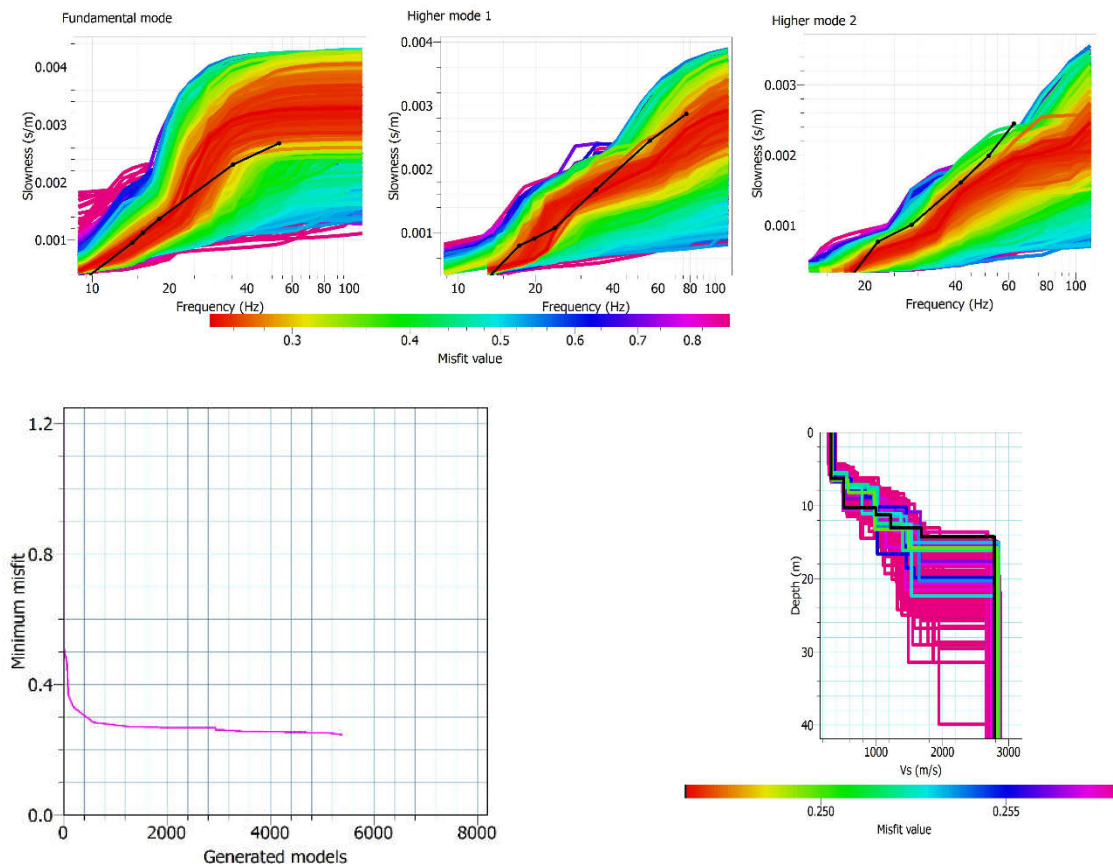 Fundamental mode
Slowness (s/m)
0.004
0.003
0.002
0.001
10 20 40 60 80 100
Frequency (Hz)
Higher mode 1
Slowness (s/m)
0.004
0.003
0.002
0.001
10 20 40 60 80 100
Frequency (Hz)
Higher mode 2
Slowness (s/m)
0.003
0.002
0.001
20 40 60 80 100
Frequency (Hz)
0.3 0.4 0.5 0.6 0.7 0.8
Misfit value
Minimum misfit
1.2
0.8
0.4
0.0
0 2000 4000 6000 8000
Generated models
Depth (m)
0
10
20
30
40
1000 2000 3000
Vs (m/s)
0.250 0.255
Misfit value